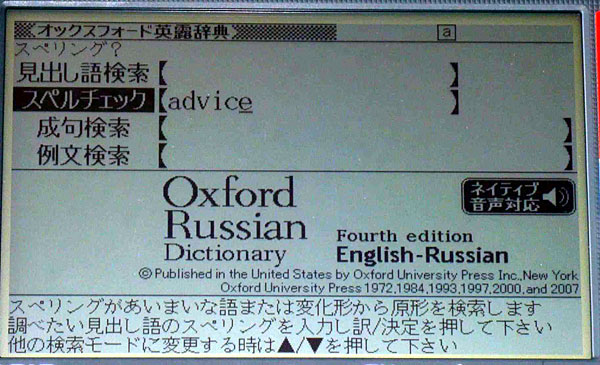 オックスフォード英露辞典 a
スペリング?
見出し語検索【 】
スペルチェック【advice 】
成句検索【 】
例文検索【 】
Oxford
Russian
Dictionary
ネイティブ
音声対応
Fourth edition
English-Russian
©Published in the United States by Oxford University Press Inc.,New York
Oxford University Press 1972,1984,1993,1997,2000,and 2007
スペリングがあいまいな語または変化形から原形を検索します
調べたい見出し語のスペリングを入力し訳/決定を押して下さい
他の検索モードに変更する時は▲/▼を押して下さい